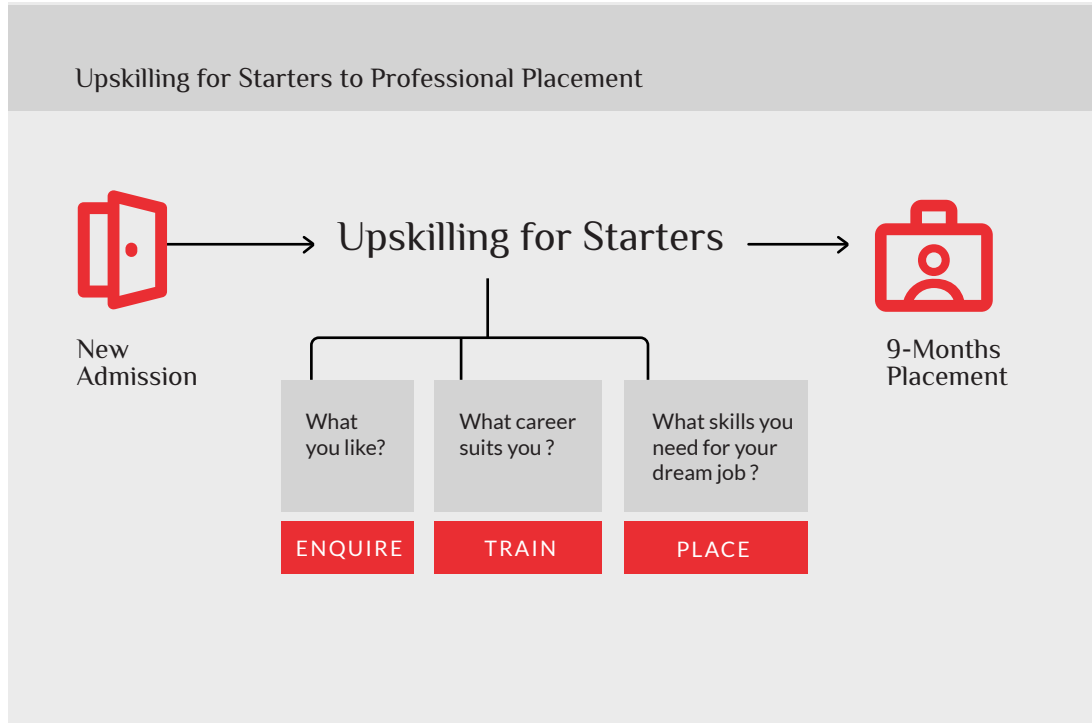 Upskilling for Starters to Professional Placement
Upskilling for Starters
New
Admission
9-Months
Placement
What
you like?
What career
suits you ?
What skills you
need for your
dream job ?
ENQUIRE
TRAIN
PLACE